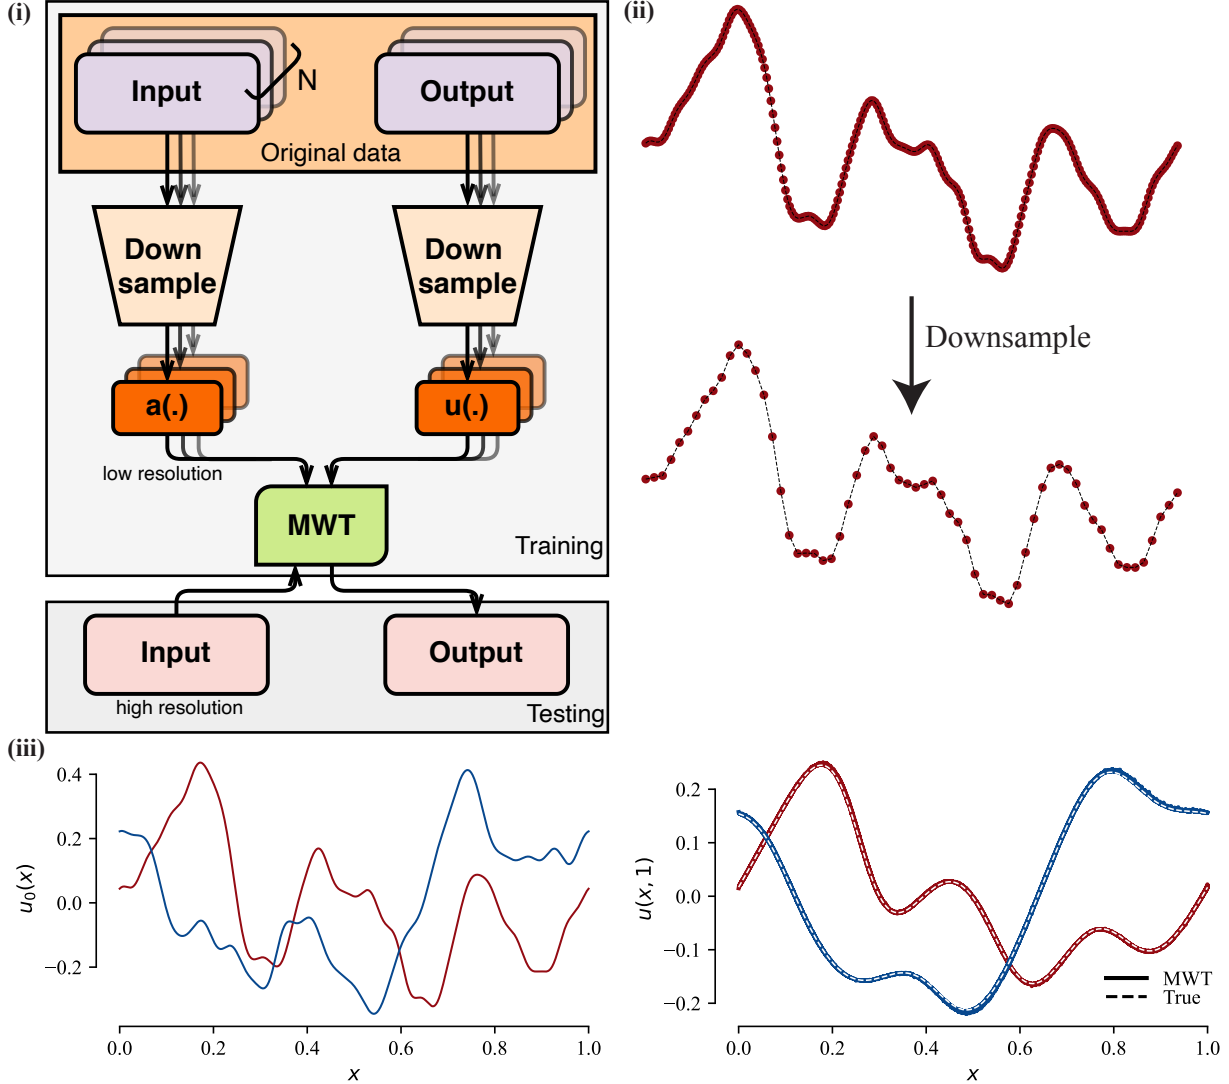 (i)
Input
N
Output
Original data
Down
sample
Down
sample
a(.)
u(.)
low resolution
MWT
Training
Input
Output
high resolution
Testing
(ii)
Downsample
(iii)
0.4
0.2
0.0
−0.2
u₀(x)
0.0
0.2
0.4
0.6
0.8
1.0
x
0.2
0.1
0.0
−0.1
−0.2
u(x, 1)
MWT
True
0.0
0.2
0.4
0.6
0.8
1.0
x